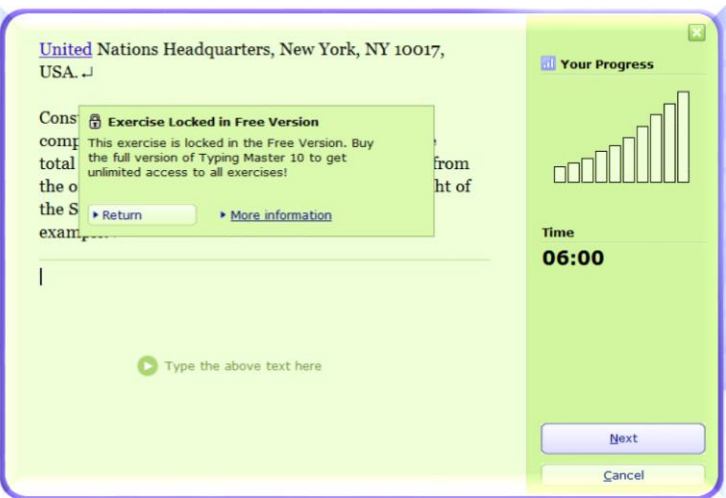 United Nations Headquarters, New York, NY 10017,
USA.↵
Exercise Locked in Free Version
This exercise is locked in the Free Version. Buy
the full version of Typing Master 10 to get
unlimited access to all exercises!
Return
More information
total
from
the
ht of
the S
Type the above text here
Your Progress
Time
06:00
Next
Cancel